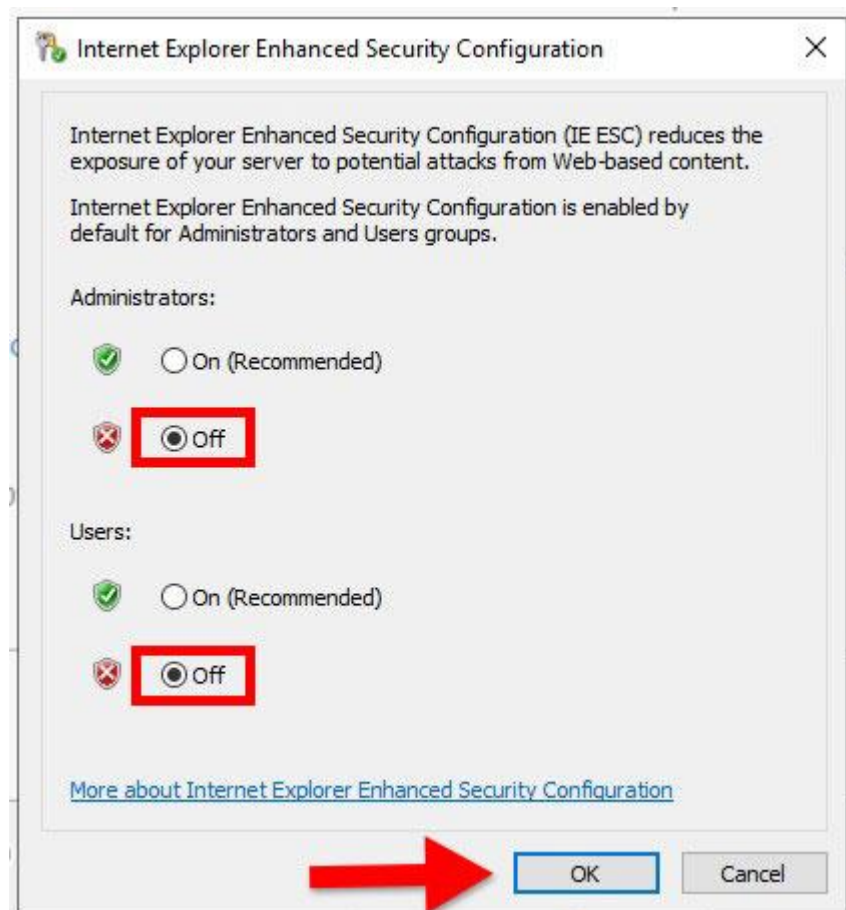 Internet Explorer Enhanced Security Configuration
Internet Explorer Enhanced Security Configuration (IE ESC) reduces the
exposure of your server to potential attacks from Web-based content.
Internet Explorer Enhanced Security Configuration is enabled by
default for Administrators and Users groups.
Administrators:
On (Recommended)
Off
Users:
On (Recommended)
Off
More about Internet Explorer Enhanced Security Configuration
OK Cancel